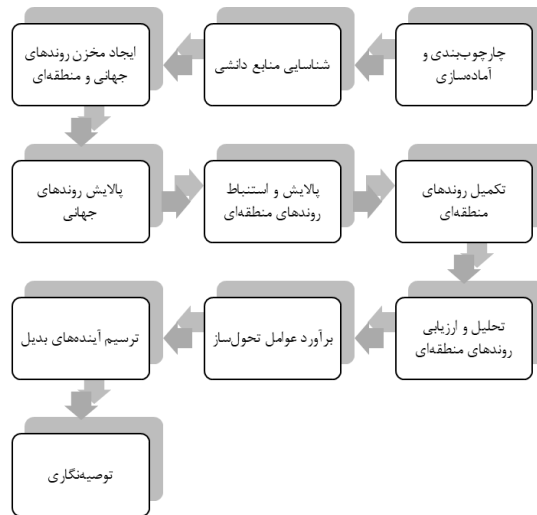 چارچوب‌بندی و
آماده‌سازی
شناسایی منابع دانشی
ایجاد مخزن روندهای
جهانی و منطقه‌ای
پالایش روندهای
جهانی
پالایش و استنباط
روندهای منطقه‌ای
تکمیل روندهای
منطقه‌ای
تحلیل و ارزیابی
روندهای منطقه‌ای
برآورد عوامل تحول‌ساز
ترسیم آینده‌های بدیل
توصیه‌نگاری